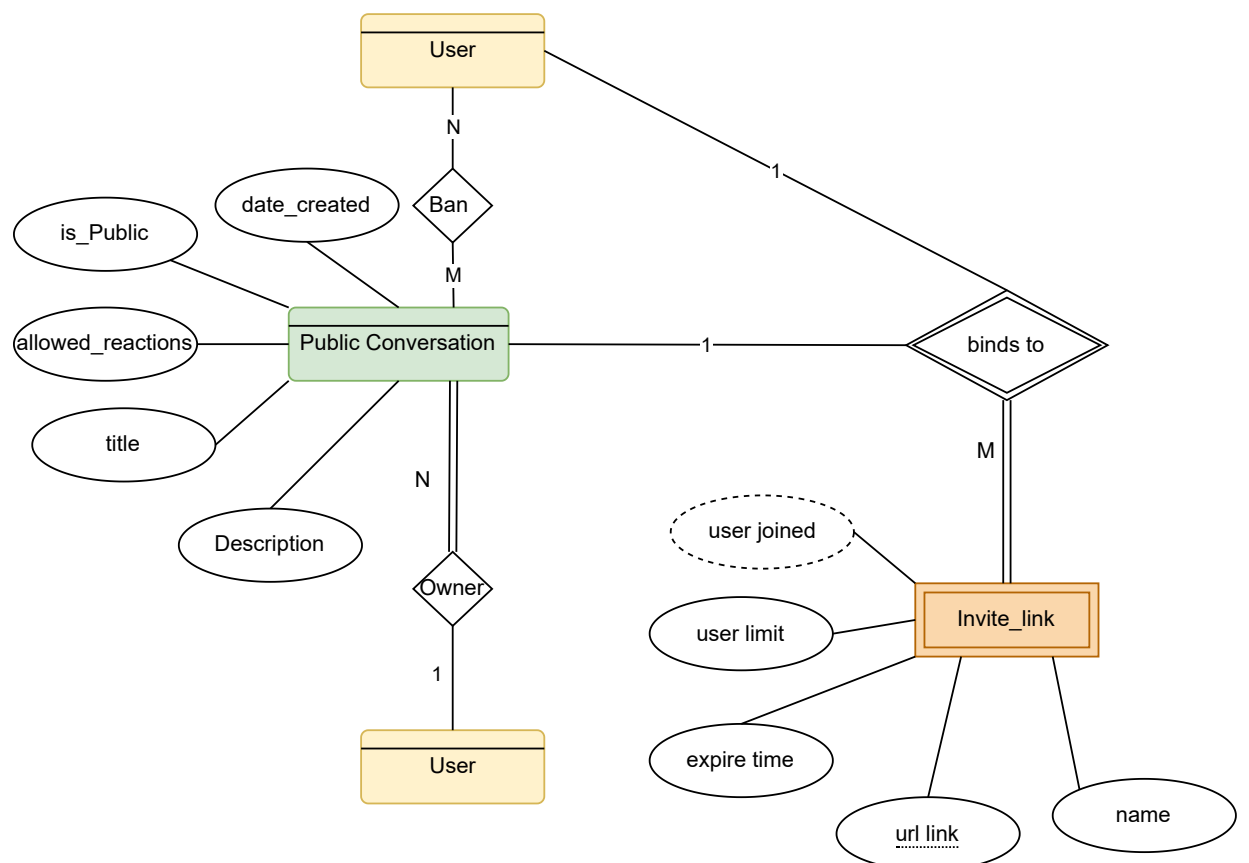 User
N
1
Ban
date_created
is_Public
M
Public Conversation
1
binds to
allowed_reactions
title
N
M
Description
user joined
Owner
Invite_link
user limit
1
User
expire time
url link
name